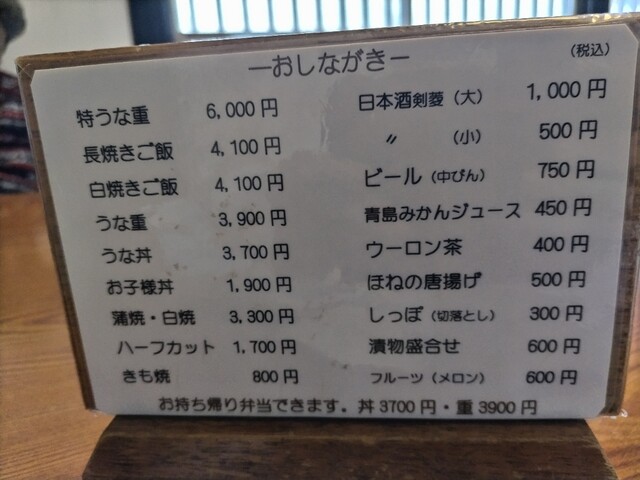 ―おしながき―
(税込)
特うな重 6,000円
長焼きご飯 4,100円
白焼きご飯 4,100円
うな重 3,900円
うな丼 3,700円
お子様丼 1,900円
蒲焼・白焼 3,300円
ハーフカット 1,700円
きも焼 800円
日本酒剣菱(大) 1,000円
〃 (小) 500円
ビール(中びん) 750円
青島みかんジュース 450円
ウーロン茶 400円
ほねの唐揚げ 500円
しっぽ(切落とし) 300円
漬物盛合せ 600円
フルーツ(メロン) 600円
お持ち帰り弁当できます。丼3700円・重3900円